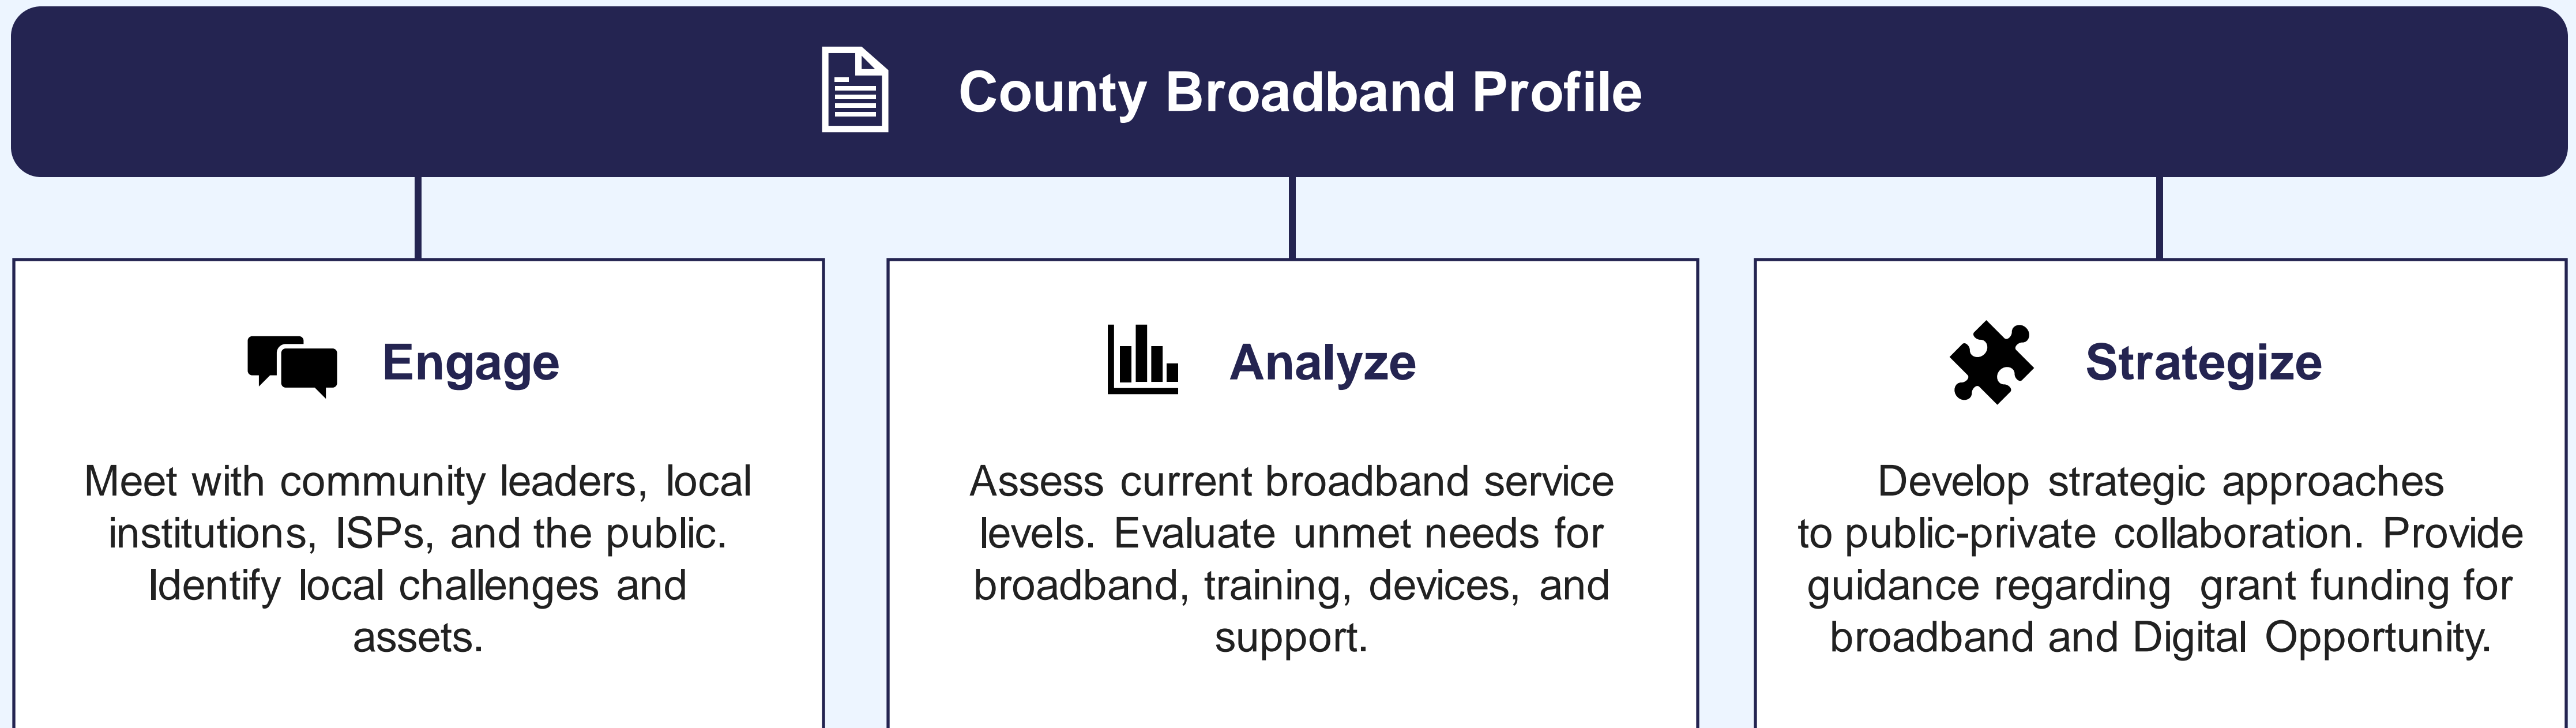 County Broadband Profile
Engage
Meet with community leaders, local
institutions, ISPs, and the public.
Identify local challenges and
assets.
Analyze
Assess current broadband service
levels. Evaluate unmet needs for
broadband, training, devices, and
support.
Strategize
Develop strategic approaches
to public-private collaboration. Provide
guidance regarding grant funding for
broadband and Digital Opportunity.